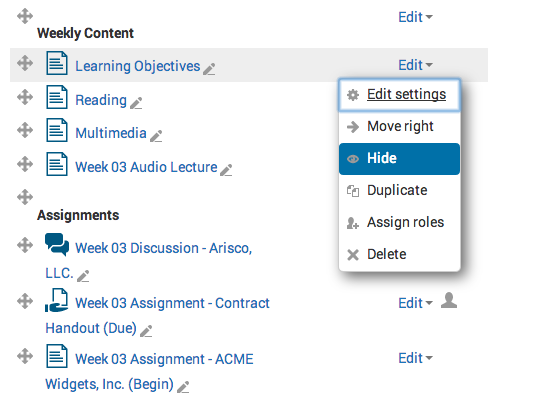 Edit
Weekly Content
Learning Objectives Edit
Edit settings
Reading
Move right
Multimedia
Hide
Week 03 Audio Lecture
Duplicate
Assignments
Assign roles
Week 03 Discussion - Arisco,
LLC.
Delete
Week 03 Assignment - Contract Edit
Handout (Due)
Week 03 Assignment - ACME Edit
Widgets, Inc. (Begin)